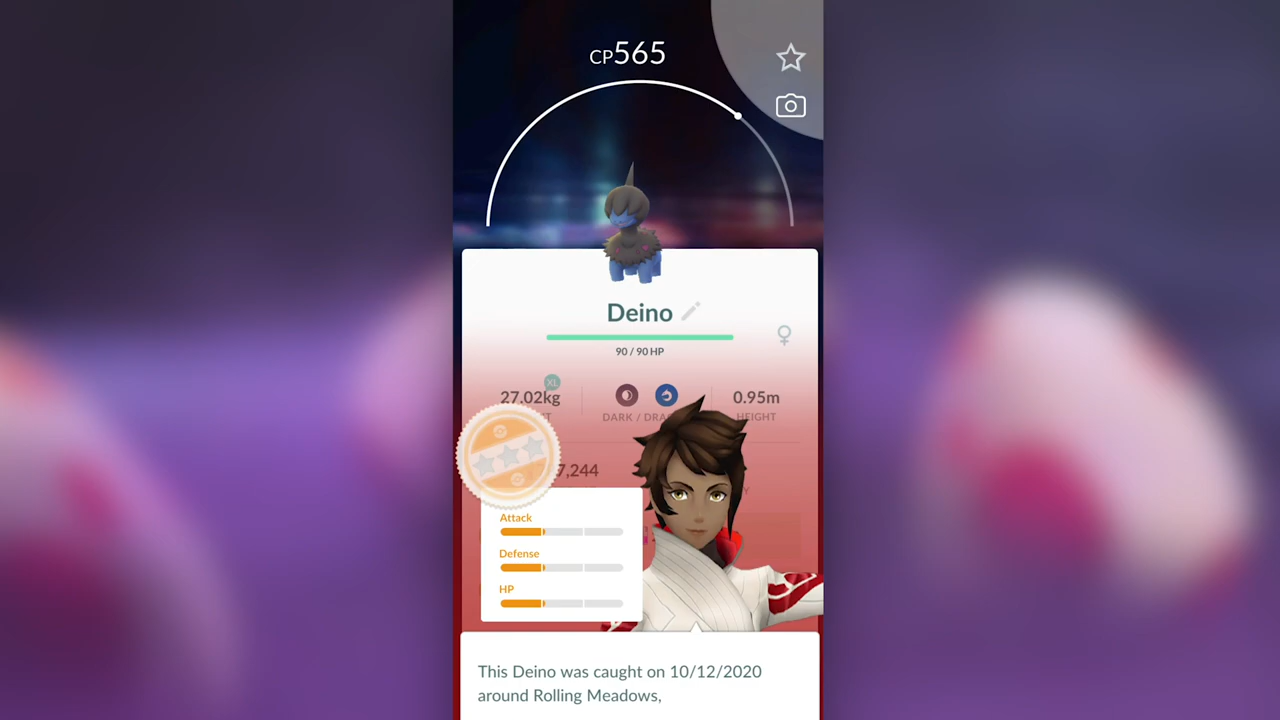 CP565
Deino
90 / 90 HP
XL
27.02kg
0.95m
DARK /
HEIGHT
7,244
Attack
Defense
HP
This Deino was caught on 10/12/2020
around Rolling Meadows,